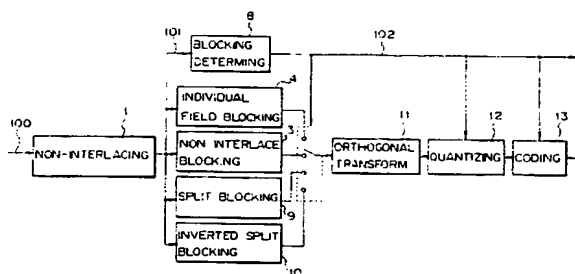 8
101
BLOCKING
DETERMING
102
4
INDIVIDUAL
FIELD BLOCKING
1
3
11
12
13
100
NON-INTERLACING
NON INTERLACE
BLOCKING
ORTHOGONAL
TRANSFORM
QUANTIZING
CODING
SPLIT BLOCKING
9
INVERTED SPLIT
BLOCKING
10